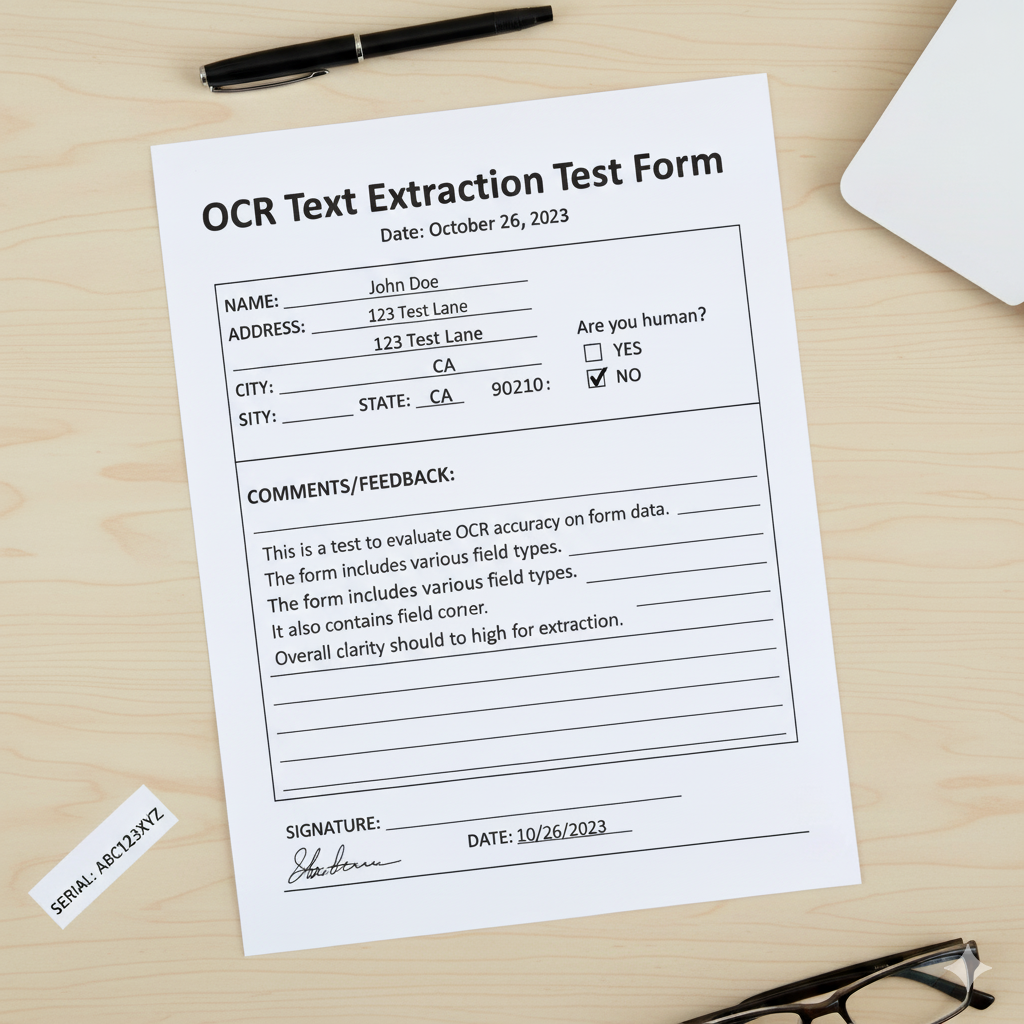 OCR Text Extraction Test Form
Date: October 26, 2023
NAME: John Doe
ADDRESS: 123 Test Lane
123 Test Lane
CITY: CA
SITY: STATE: CA 90210:
Are you human?
YES
NO
COMMENTS/FEEDBACK:
This is a test to evaluate OCR accuracy on form data.
The form includes various field types.
The form includes various field types.
It also contains field coner.
Overall clarity should to high for extraction.
SIGNATURE:
DATE: 10/26/2023
SERIAL: ABC123XYZ